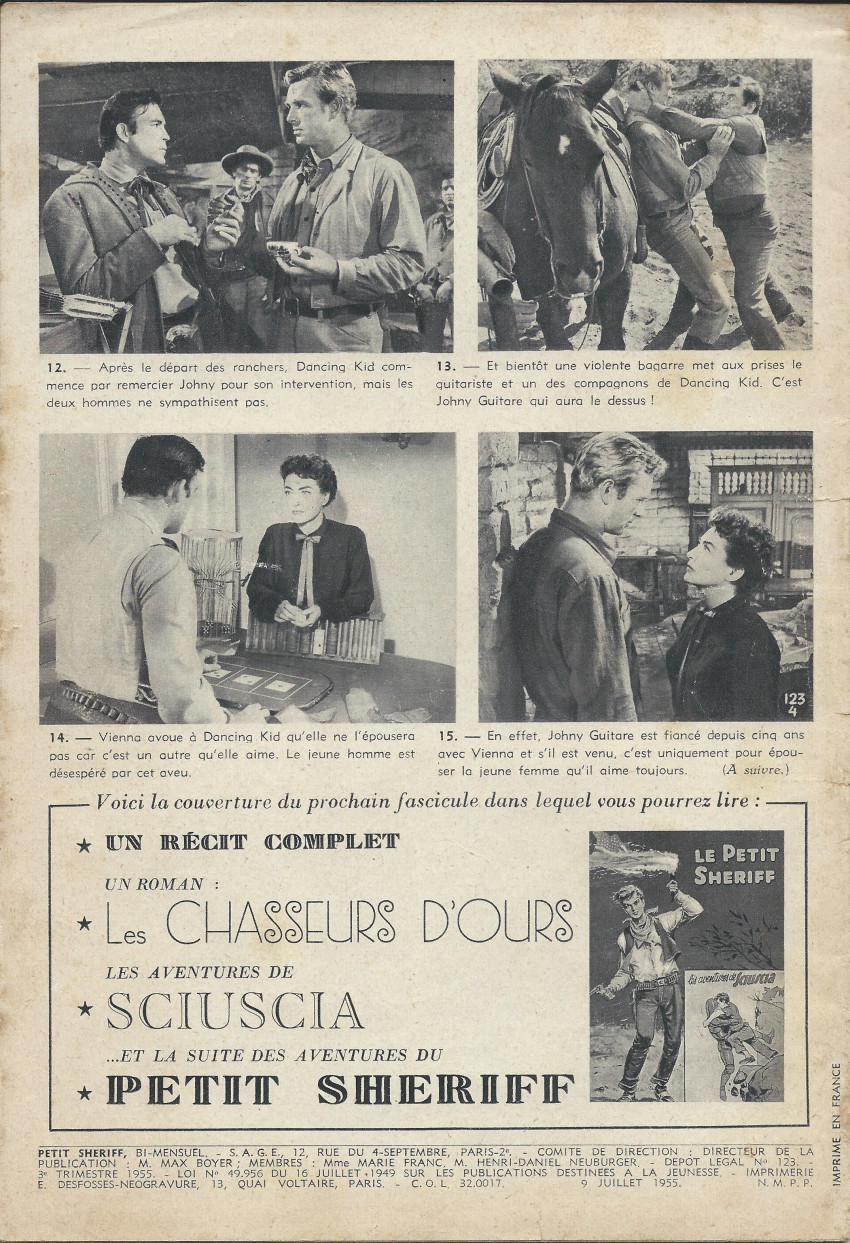 12. — Après le départ des ranchers, Dancing Kid com-
mence par remercier Johny pour son intervention, mais les
deux hommes ne sympathisent pas.
13. — Et bientôt une violente bagarre met aux prises le
guitariste et un des compagnons de Dancing Kid. C'est
Johny Guitare qui aura le dessus !
14. — Vienna avoue à Dancing Kid qu'elle ne l'épousera
pas car c'est un autre qu'elle aime. Le jeune homme est
désespéré par cet aveu.
123
4
15. — En effet, Johny Guitare est fiancé depuis cinq ans
avec Vienna et s'il est venu, c'est uniquement pour épou-
ser la jeune femme qu'il aime toujours. (A suivre.)
Voici la couverture du prochain fascicule dans lequel vous pourrez lire :
★ UN RÉCIT COMPLET
UN ROMAN :
★ Les CHASSEURS D'OURS
LES AVENTURES DE
★ SCIUSCIA
...ET LA SUITE DES AVENTURES DU
★ PETIT SHERIFF
LE PETIT
SHERIFF
les aventures de Sciuscia
PETIT SHERIFF, BI-MENSUEL. - S.A.G.E., 12, RUE DU 4-SEPTEMBRE, PARIS-2e. - COMITE DE DIRECTION : DIRECTEUR DE LA
PUBLICATION : M. MAX BOYER ; MEMBRES : Mme MARIE FRANC, M. HENRI-DANIEL NEUBURGER. - DEPOT LEGAL No 123. -
3e TRIMESTRE 1955. - LOI No 49.956 DU 16 JUILLET 1949 SUR LES PUBLICATIONS DESTINEES A LA JEUNESSE. - IMPRIMERIE
E. DESFOSSES-NEOGRAVURE, 13, QUAI VOLTAIRE, PARIS. - C.O.L. 32.0017. 9 JUILLET 1955. N.M.P.P.
IMPRIME EN FRANCE